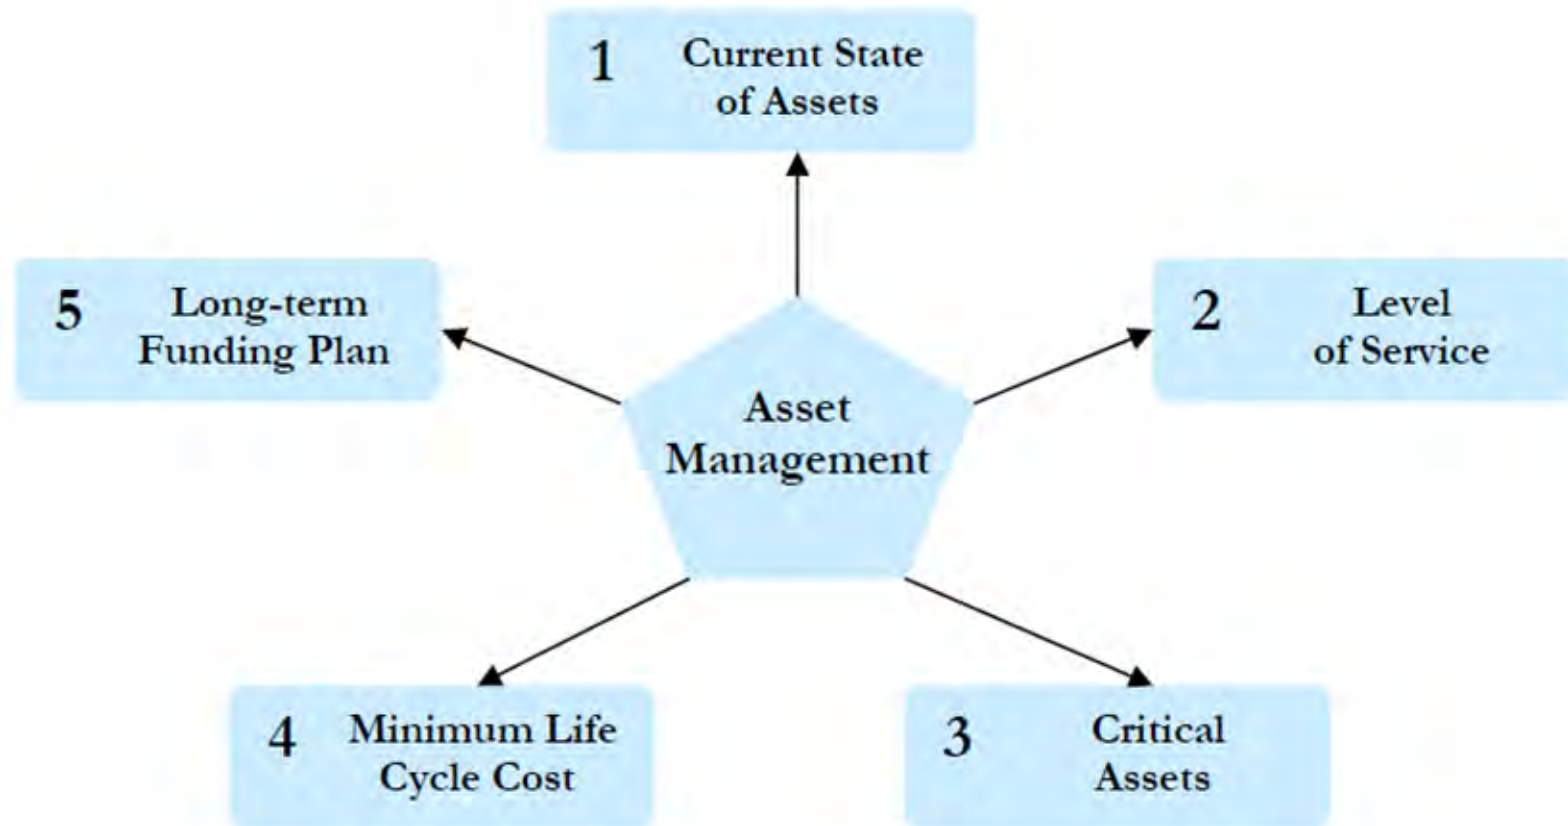 1 Current State
of Assets
5 Long-term
Funding Plan
2 Level
of Service
Asset
Management
4 Minimum Life
Cycle Cost
3 Critical
Assets